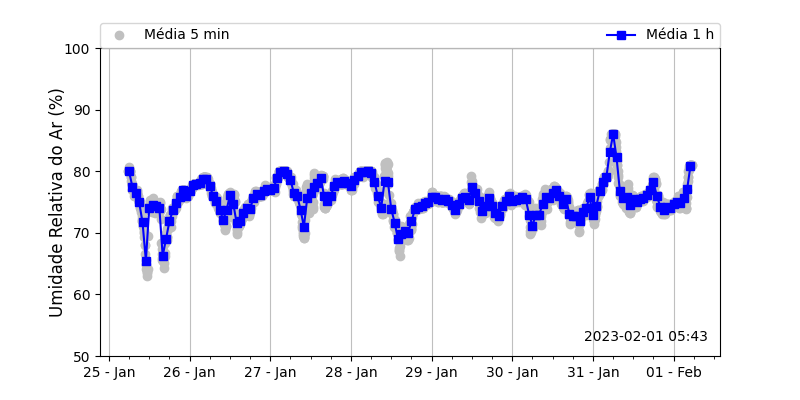 Média 5 min
Média 1 h
Umidade Relativa do Ar (%)
100
90
80
70
60
50
2023-02-01 05:43
25 - Jan
26 - Jan
27 - Jan
28 - Jan
29 - Jan
30 - Jan
31 - Jan
01 - Feb